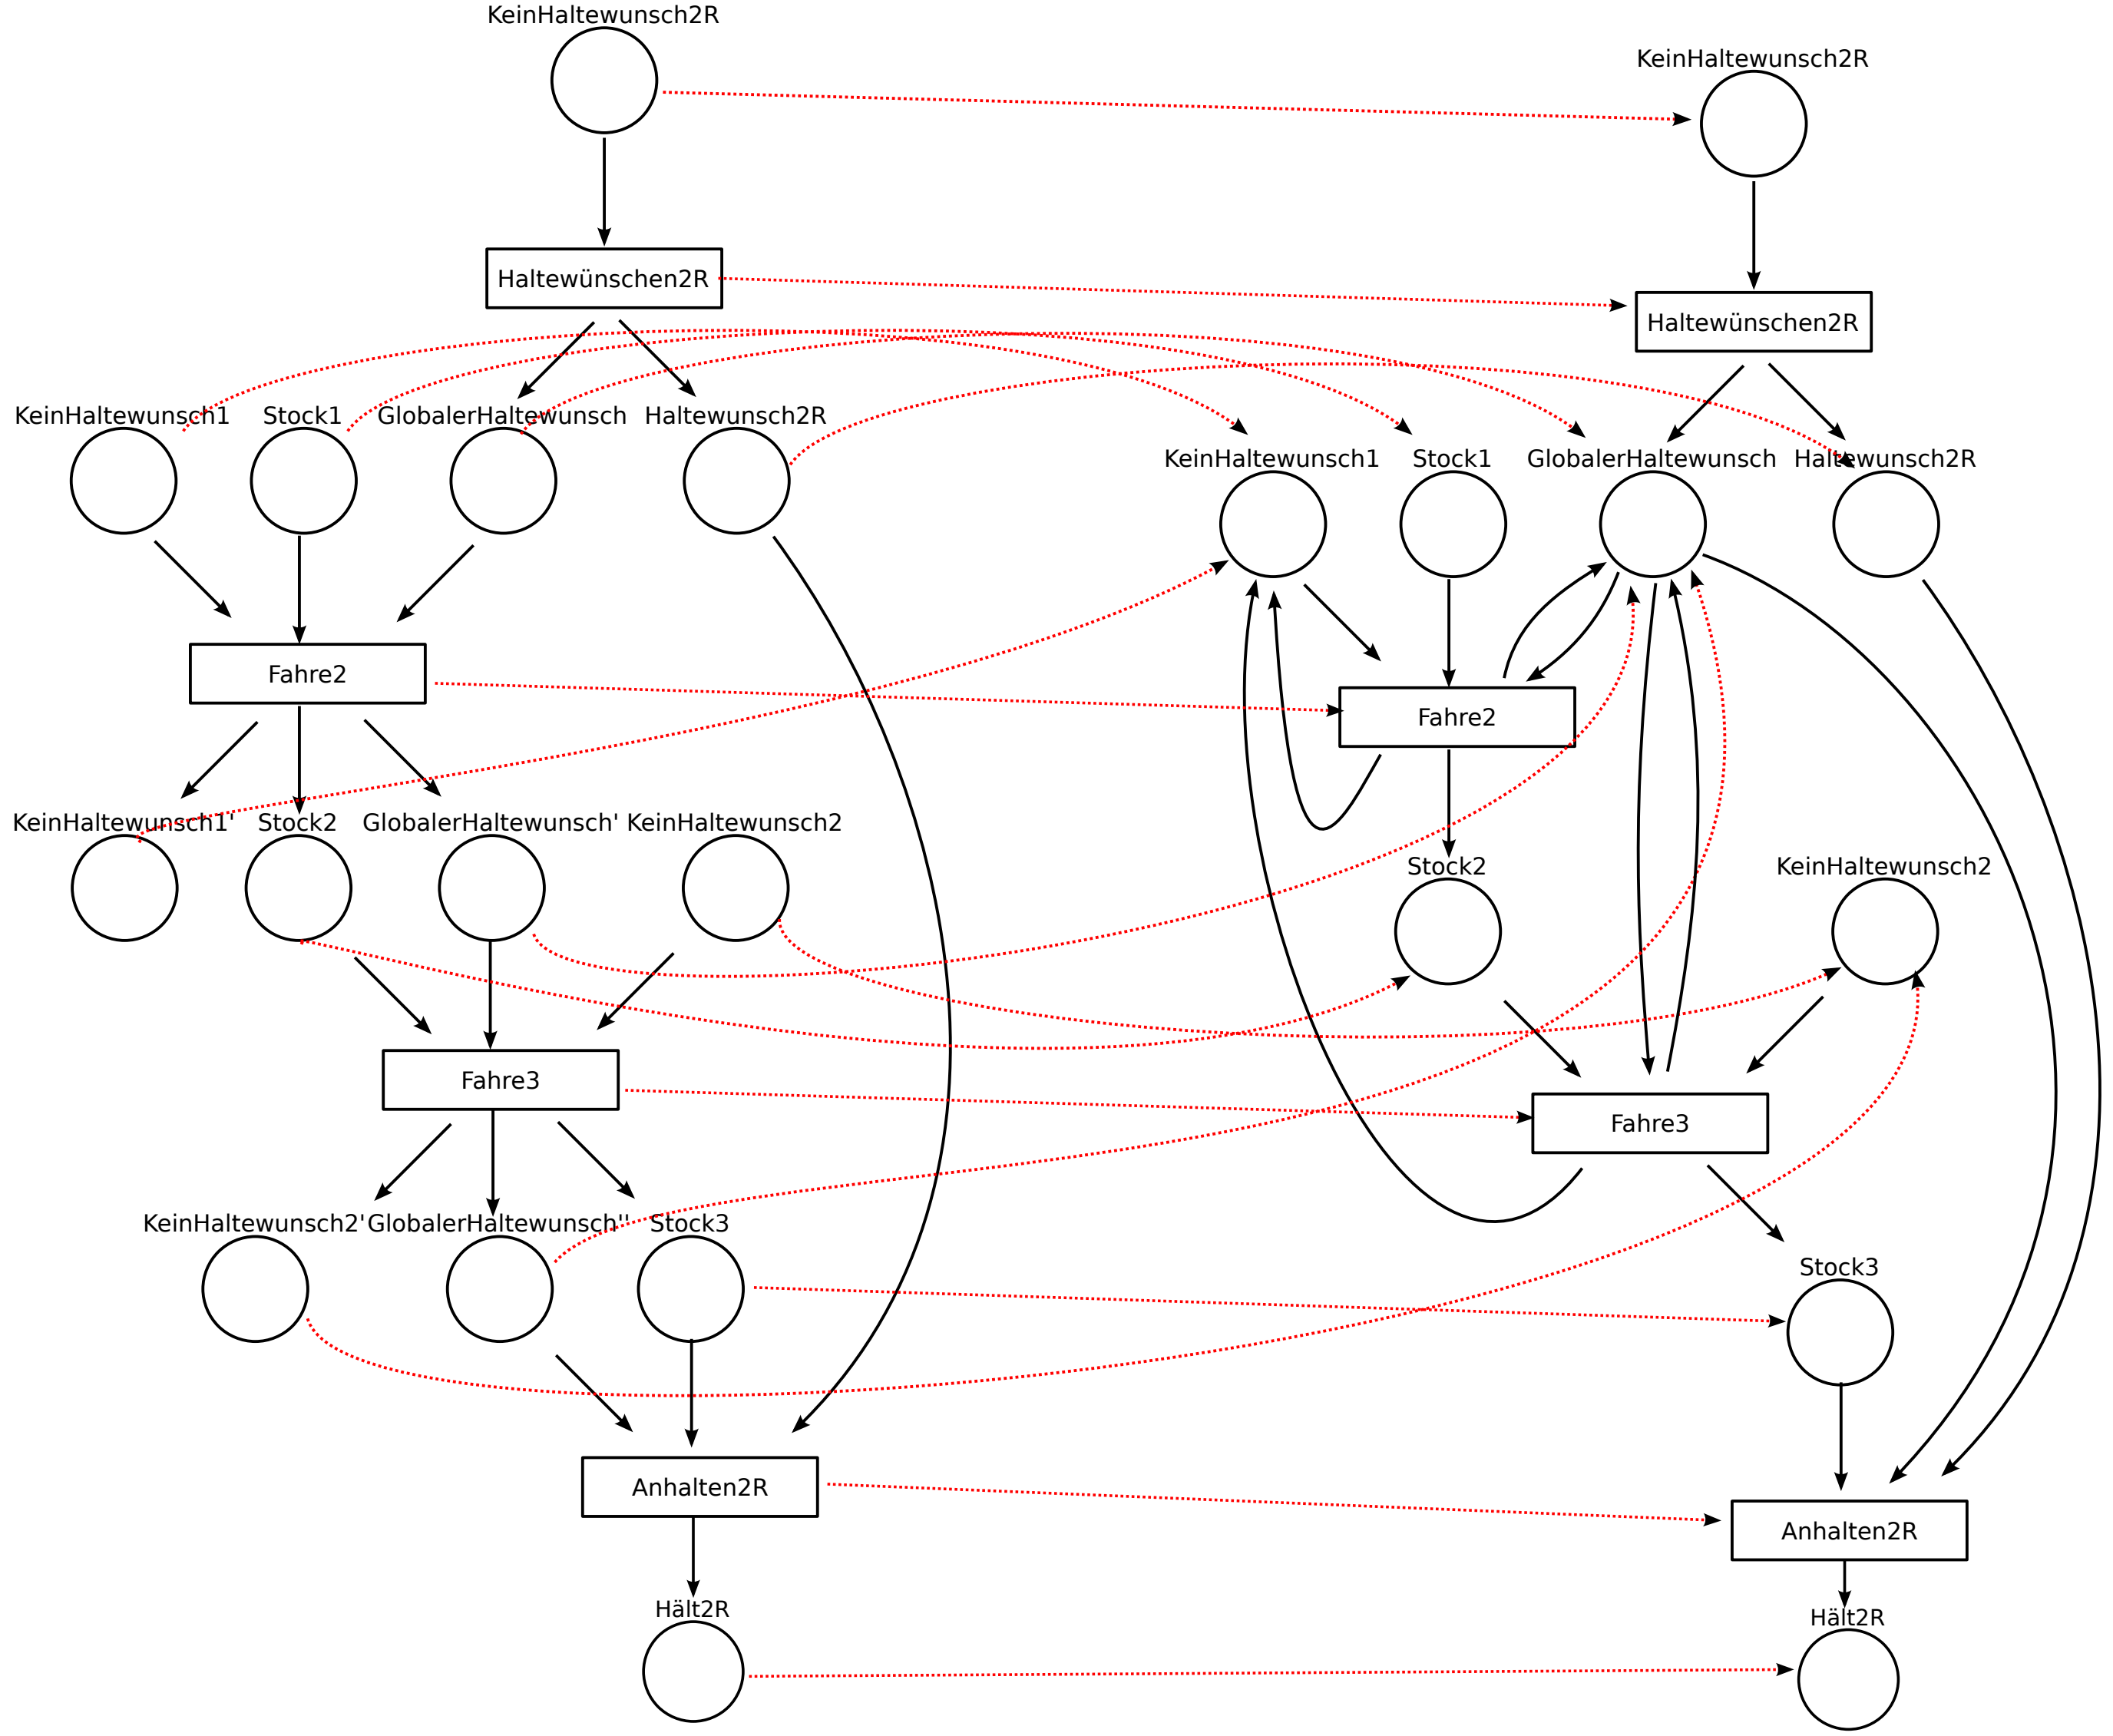 KeinHaltewunsch2R
KeinHaltewunsch2R
Haltewünschen2R
Haltewünschen2R
KeinHaltewunsch1 Stock1 GlobalerHaltewunsch Haltewunsch2R
KeinHaltewunsch1 Stock1 GlobalerHaltewunsch Haltewunsch2R
Fahre2
Fahre2
KeinHaltewunsch1' Stock2 GlobalerHaltewunsch' KeinHaltewunsch2
Stock2 KeinHaltewunsch2
Fahre3
Fahre3
KeinHaltewunsch2' GlobalerHaltewunsch'' Stock3
Stock3
Anhalten2R
Anhalten2R
Hält2R
Hält2R